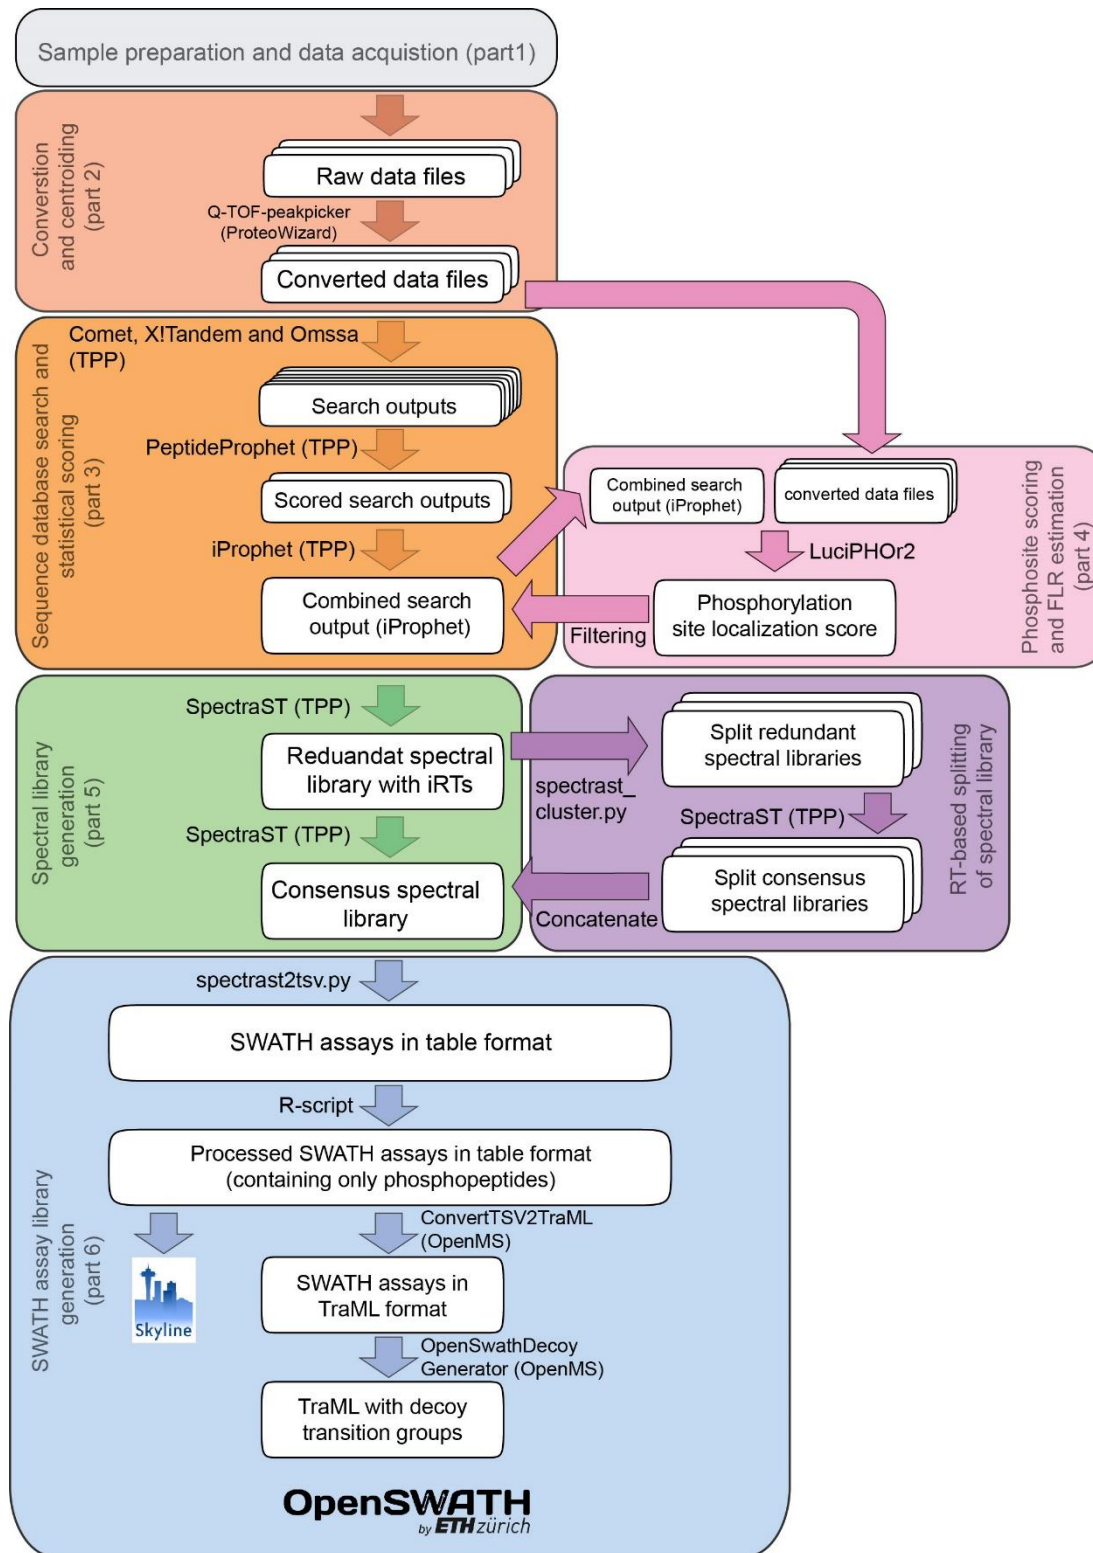 Sample preparation and data acquistion (part1)
Converstion
and centroiding
(part 2)
Raw data files
Q-TOF-peakpicker
(ProteoWizard)
Converted data files
Sequence database search and
statistical scoring
(part 3)
Comet, X!Tandem and Omssa
(TPP)
Search outputs
PeptideProphet (TPP)
Scored search outputs
iProphet (TPP)
Combined search
output (iProphet)
Combined search
output (iProphet)
converted data files
LuciPHOr2
Phosphorylation
site localization score
Filtering
Phosphosite scoring
and FLR estimation
(part 4)
Spectral library
generation
(part 5)
SpectraST (TPP)
Reduandat spectral
library with iRTs
SpectraST (TPP)
Consensus spectral
library
spectrast_
cluster.py
Split redundant
spectral libraries
SpectraST (TPP)
Split consensus
spectral libraries
Concatenate
RT-based splitting
of spectral library
SWATH assay library
generation
(part 6)
spectrast2tsv.py
SWATH assays in table format
R-script
Processed SWATH assays in table format
(containing only phosphopeptides)
Skyline
ConvertTSV2TraML
(OpenMS)
SWATH assays in
TraML format
OpenSwathDecoy
Generator (OpenMS)
TraML with decoy
transition groups
OpenSWATH
by ETH zürich